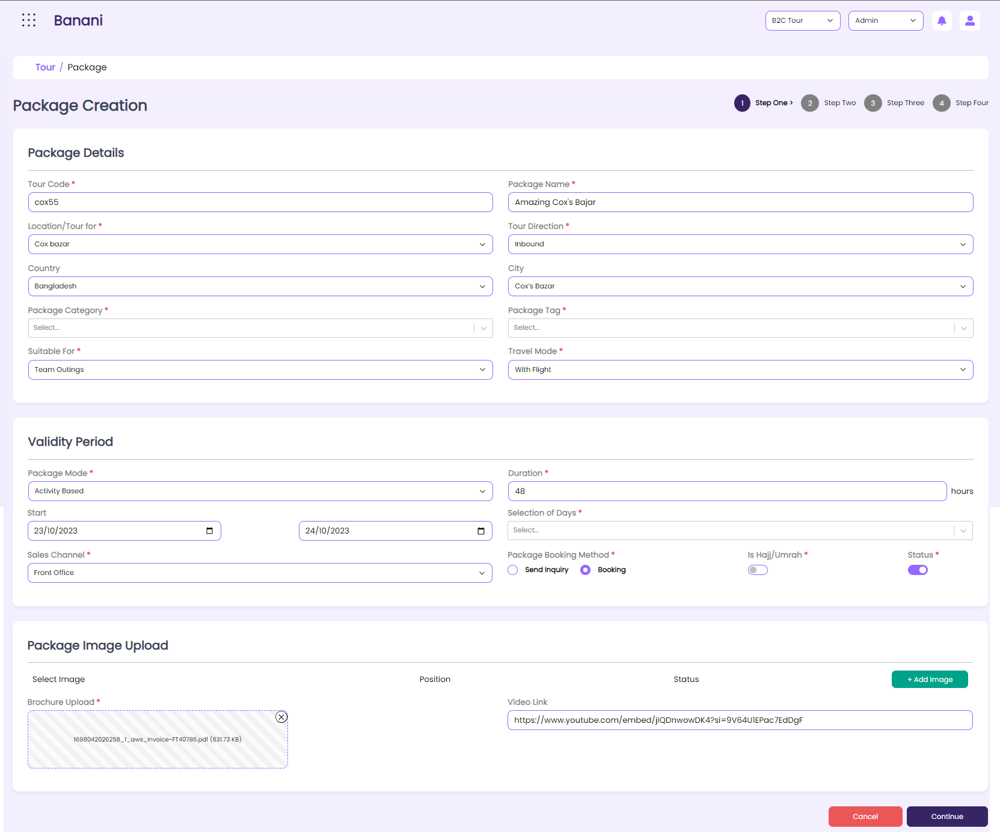 Banani
B2C Tour
Admin
Tour / Package
Package Creation
1 Step One > 2 Step Two 3 Step Three 4 Step Four
Package Details
Tour Code * Package Name *
cox55 Amazing Cox's Bajar
Location/Tour for * Tour Direction *
Cox bazar Inbound
Country City
Bangladesh Cox's Bazar
Package Category * Package Tag *
Select... Select...
Suitable For * Travel Mode *
Team Outings With Flight
Validity Period
Package Mode * Duration *
Activity Based 48 hours
Start Selection of Days *
23/10/2023 24/10/2023 Select...
Sales Channel * Package Booking Method * Is Hajj/Umrah * Status *
Front Office Send Inquiry Booking
Package Image Upload
Select Image Position Status + Add Image
Brochure Upload * Video Link
https://www.youtube.com/embed/jIQDnwowDK4?si=9V64U1EPac7EdDgF
1698042026258_1_aws_Invoice-FT40786.pdf (631.73 KB)
Cancel Continue